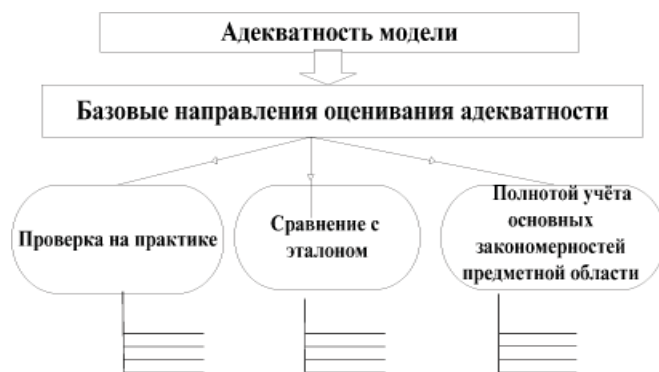 Адекватность модели
Базовые направления оценивания адекватности
Проверка на практике
Сравнение с
эталоном
Полнотой учёта
основных
закономерностей
предметной области